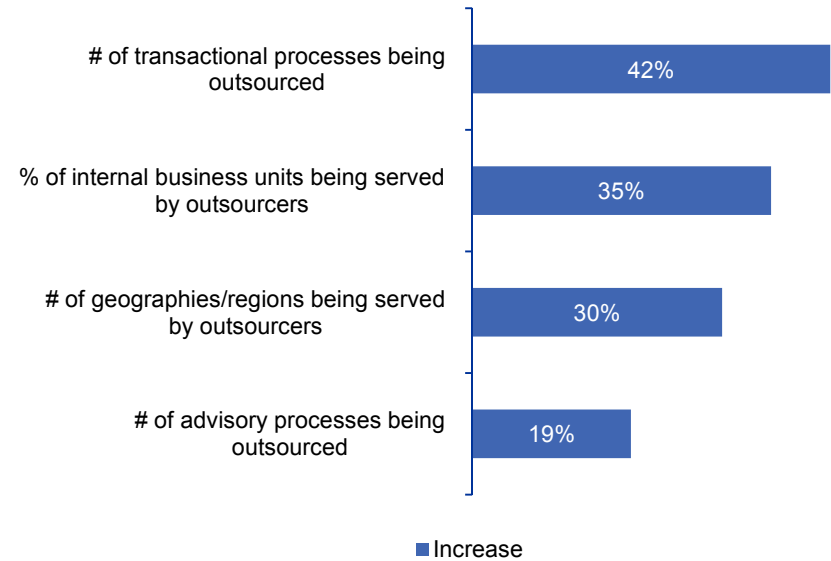 # of transactional processes being
outsourced
42%
% of internal business units being served
by outsourcers
35%
# of geographies/regions being served
by outsourcers
30%
# of advisory processes being
outsourced
19%
Increase